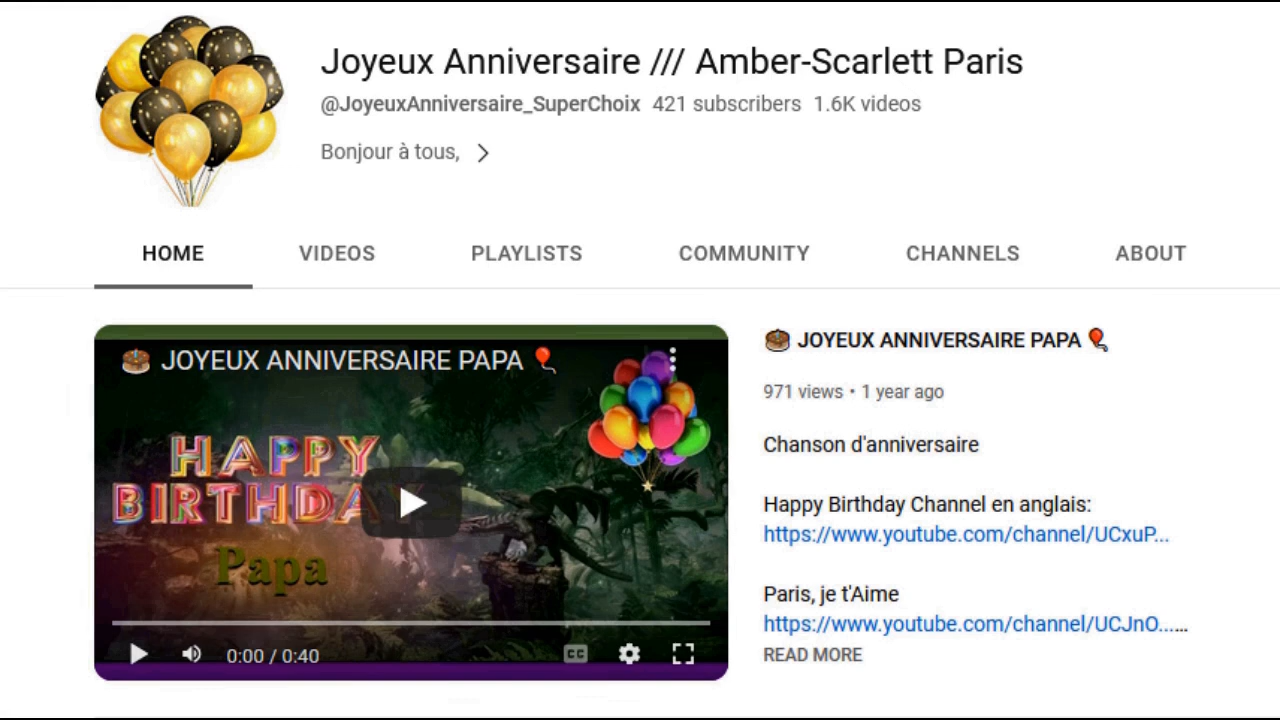 Joyeux Anniversaire /// Amber-Scarlett Paris
@JoyeuxAnniversaire_SuperChoix 421 subscribers 1.6K videos
Bonjour à tous,
HOME VIDEOS PLAYLISTS COMMUNITY CHANNELS ABOUT
JOYEUX ANNIVERSAIRE PAPA
HAPPY
BIRTHDAY
Papa
0:00 / 0:40
CC
JOYEUX ANNIVERSAIRE PAPA
971 views • 1 year ago
Chanson d'anniversaire
Happy Birthday Channel en anglais:
https://www.youtube.com/channel/UCxuP...
Paris, je t'Aime
https://www.youtube.com/channel/UCJnO......
READ MORE